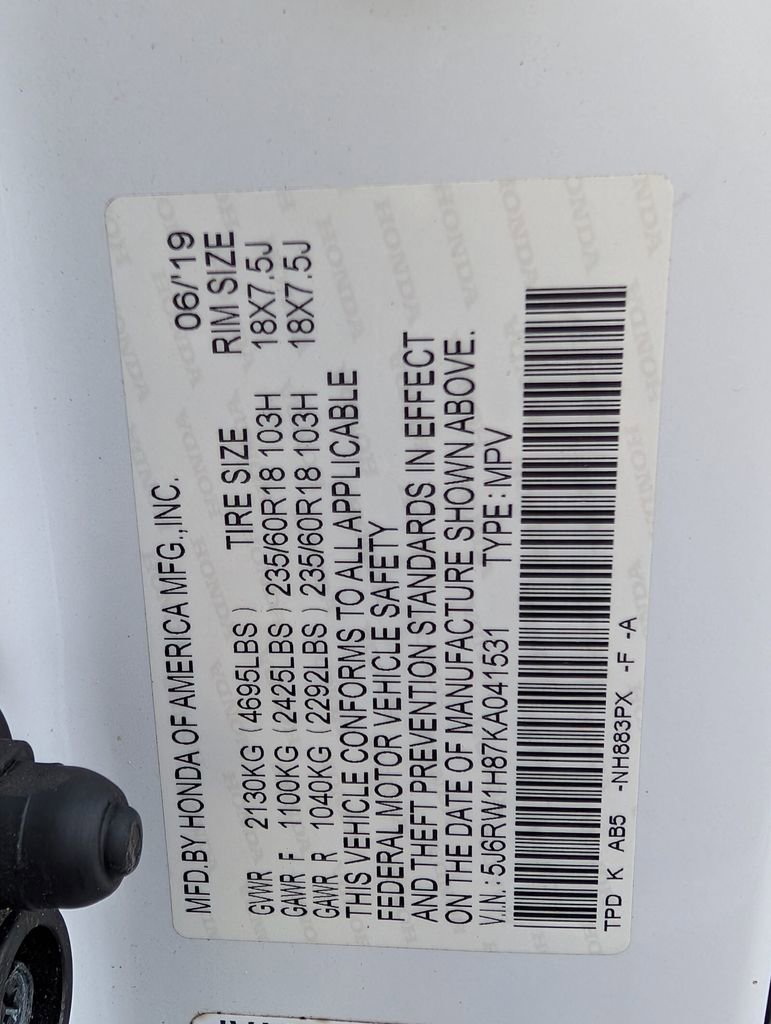 MFD.BY HONDA OF AMERICA MFG.,INC. 06/'19
TIRE SIZE RIM SIZE
GVWR 2130KG (4695LBS)
GAWR F 1100KG (2425LBS) 235/60R18 103H 18X7.5J
GAWR R 1040KG (2292LBS) 235/60R18 103H 18X7.5J
THIS VEHICLE CONFORMS TO ALL APPLICABLE
FEDERAL MOTOR VEHICLE SAFETY
AND THEFT PREVENTION STANDARDS IN EFFECT
ON THE DATE OF MANUFACTURE SHOWN ABOVE.
V.I.N.: 5J6RW1H87KA041531 TYPE: MPV
TPD K AB5 -NH883PX -F -A